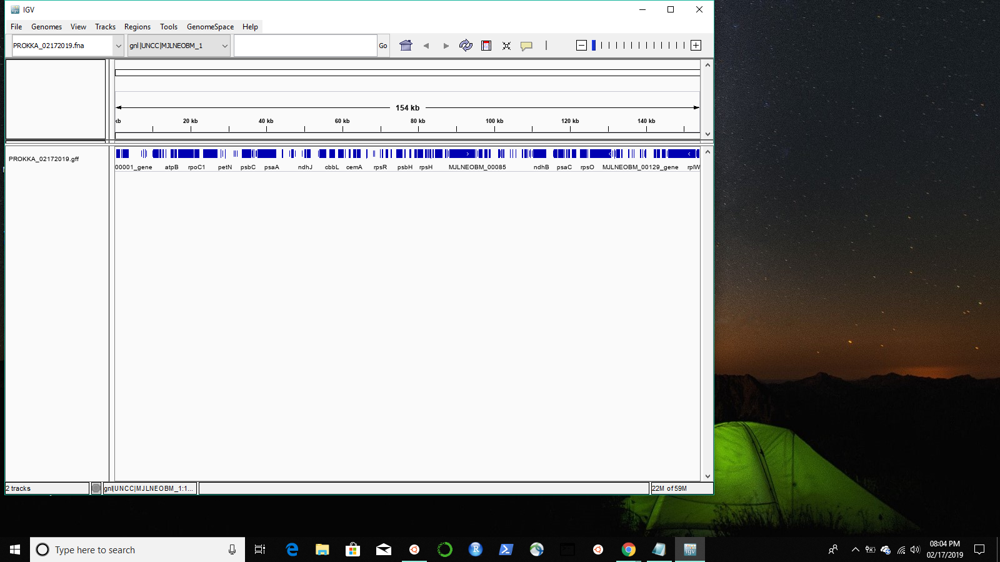 IGV
File Genomes View Tracks Regions Tools GenomeSpace Help
PROKKA_02172019.fna gnl|UNCC|MJLNEOBM_1 Go
154 kb
kb 20 kb 40 kb 60 kb 80 kb 100 kb 120 kb 140 kb
PROKKA_02172019.gff
00001_gene atpB rpoC1 petN psbC psaA ndhJ cbbL cemA rpsR psbH rpsH MJLNEOBM_00085 ndhB psaC rpsO MJLNEOBM_00129_gene rplW
2 tracks gnl|UNCC|MJLNEOBM_1:1... 22M of 59M
Type here to search
08:04 PM
02/17/2019